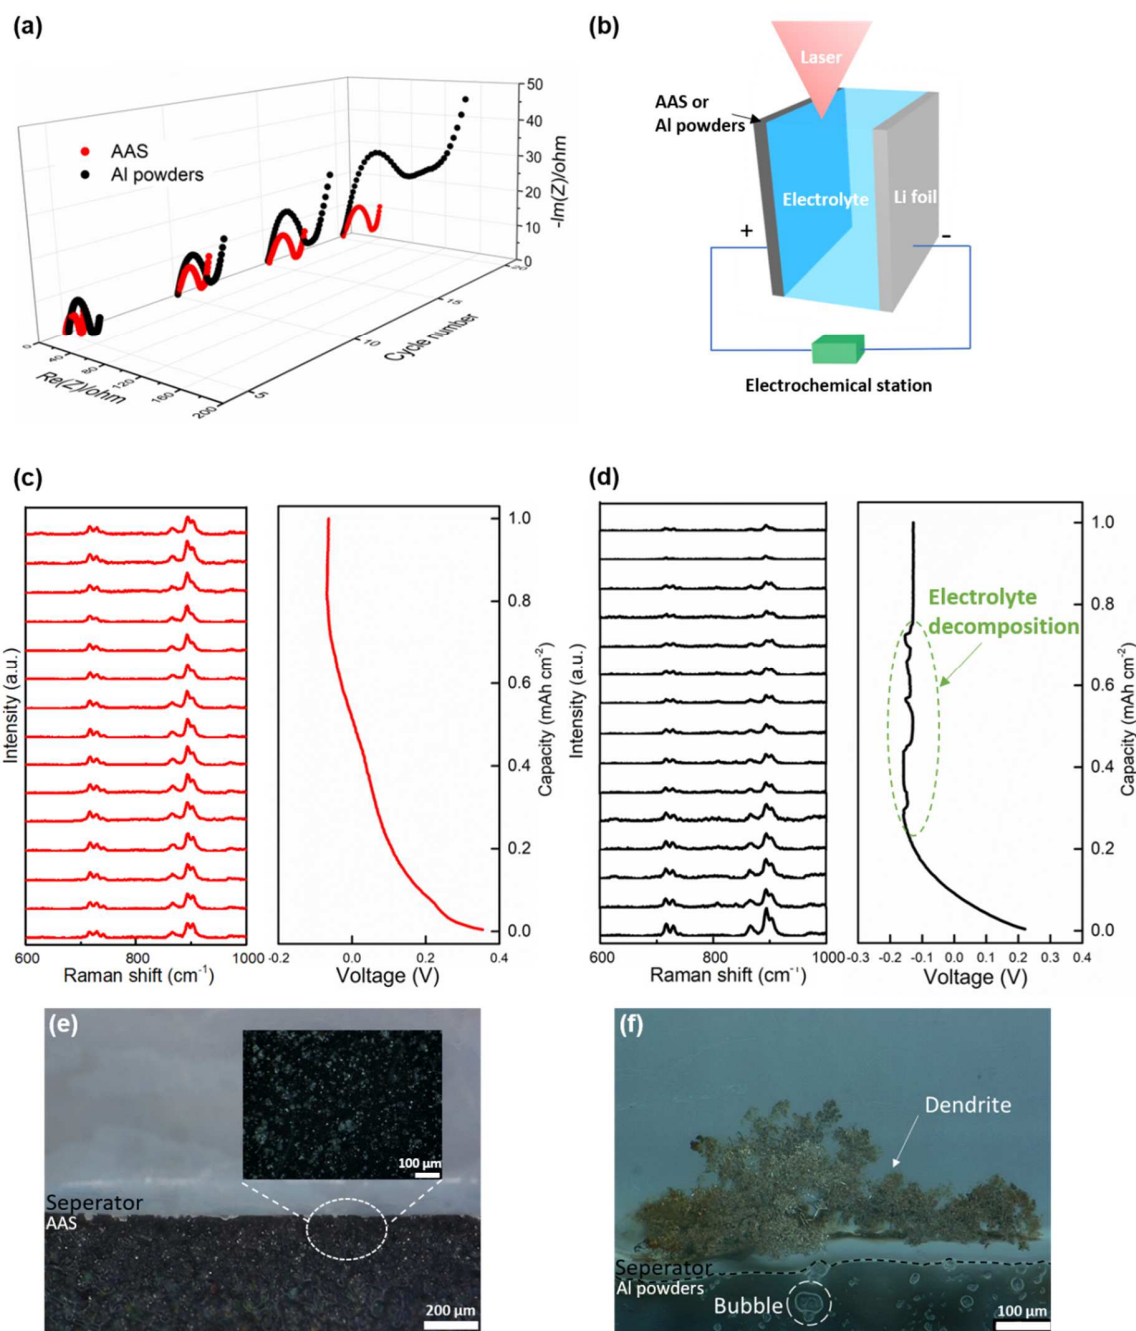 (a)
AAS
Al powders
-Im(Z)/ohm
50
40
30
20
10
0
Re(Z)/ohm
0
40
80
120
160
200
Cycle number
5
10
15
20
(b)
Laser
AAS or
Al powders
Electrolyte
Li foil
+
-
Electrochemical station
(c)
Intensity (a.u.)
600
800
1000
Raman shift (cm⁻¹)
-0.2
0.0
0.2
0.4
Voltage (V)
1.0
0.8
0.6
0.4
0.2
0.0
Capacity (mAh cm⁻²)
(d)
Intensity (a.u.)
600
800
1000
Raman shift (cm⁻¹)
Electrolyte
decomposition
-0.3
-0.2
-0.1
0.0
0.1
0.2
0.3
0.4
Voltage (V)
1.0
0.8
0.6
0.4
0.2
0.0
Capacity (mAh cm⁻²)
(e)
100 μm
Seperator
AAS
200 μm
(f)
Dendrite
Seperator
Al powders
Bubble
100 μm